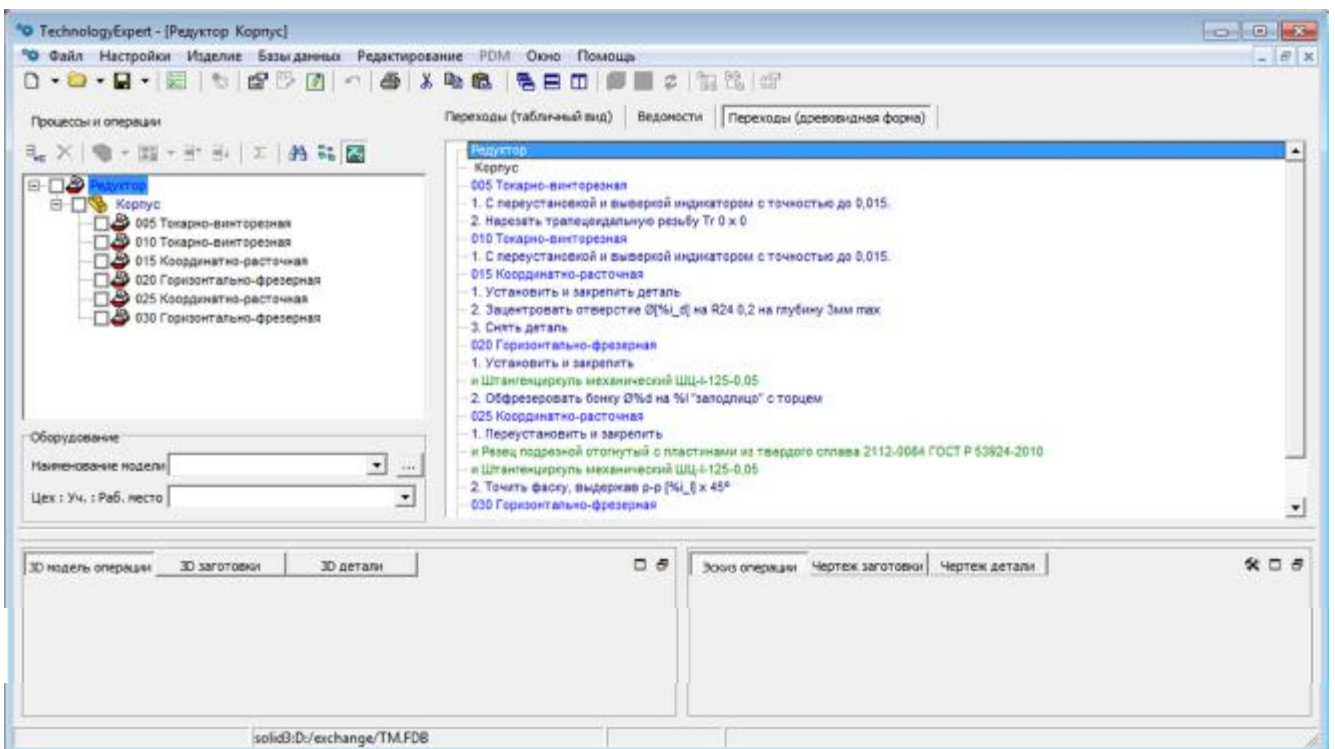 TechnologyExpert - [Редуктор Корпус]
Файл Настройки Изделие Базы данных Редактирование PDM Окно Помощь
Процессы и операции
Редуктор
Корпус
005 Токарно-винторезная
010 Токарно-винторезная
015 Координатно-расточная
020 Горизонтально-фрезерная
025 Координатно-расточная
030 Горизонтально-фрезерная
Оборудование
Наименование модели
...
Цех : Уч. : Раб. место
Переходы (табличный вид) Ведомости Переходы (древовидная форма)
Редуктор
Корпус
005 Токарно-винторезная
1. С переустановкой и выверкой индикатором с точностью до 0,015.
2. Нарезать трапецеидальную резьбу Tr 0 x 0
010 Токарно-винторезная
1. С переустановкой и выверкой индикатором с точностью до 0,015.
015 Координатно-расточная
1. Установить и закрепить деталь
2. Зацентровать отверстие Ø[%i_d] на R24 0,2 на глубину 3мм max
3. Снять деталь
020 Горизонтально-фрезерная
1. Установить и закрепить
и Штангенциркуль механический ШЦ-I-125-0,05
2. Обфрезеровать бонку Ø%d на %l "заподлицо" с торцем
025 Координатно-расточная
1. Переустановить и закрепить
и Резец подрезной отогнутый с пластинами из твердого сплава 2112-0084 ГОСТ Р 53924-2010
и Штангенциркуль механический ШЦ-I-125-0,05
2. Точить фаску, выдержав р-р [%i_l] x 45º
030 Горизонтально-фрезерная
3D модель операции 3D заготовки 3D детали
Эскиз операции Чертеж заготовки Чертеж детали
solid3:D:/exchange/TM.FDB